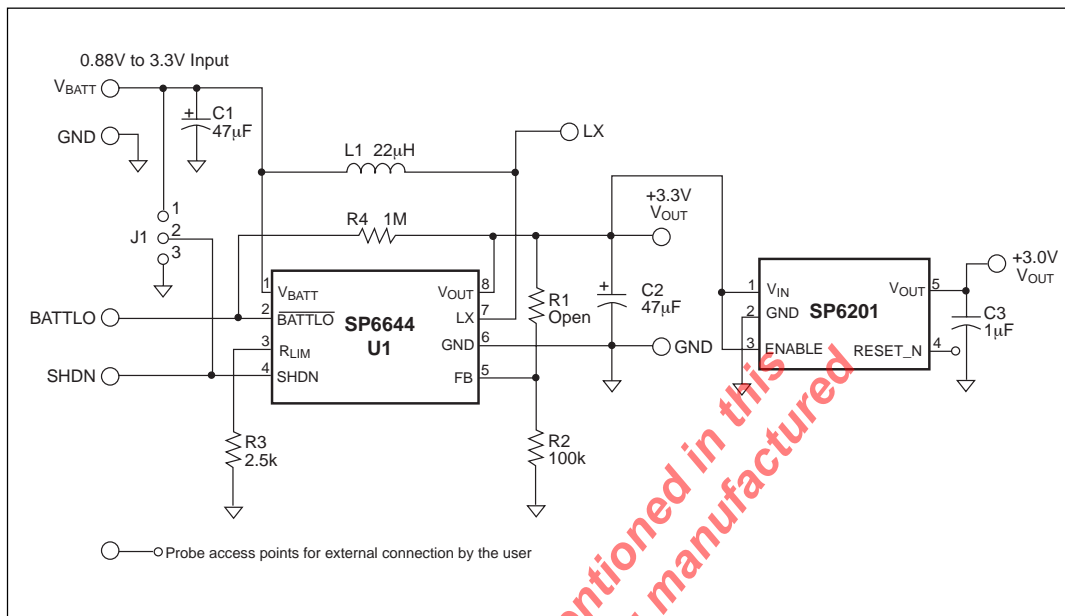 0.88V to 3.3V Input
VBATT
GND
+
C1
47μF
LX
L1 22μH
R4 1M
+3.3V
VOUT
J1
1
2
3
BATTLO
SHDN
1
VBATT
2
BATTLO
3
RLIM
4
SHDN
SP6644
U1
VOUT
8
LX
7
GND
6
FB
5
R3
2.5k
R1
Open
R2
100k
+
C2
47μF
GND
1
VIN
2
GND
3
ENABLE
SP6201
VOUT
5
RESET_N
4
+3.0V
VOUT
C3
1μF
Probe access points for external connection by the user
mentioned in this
manufactured